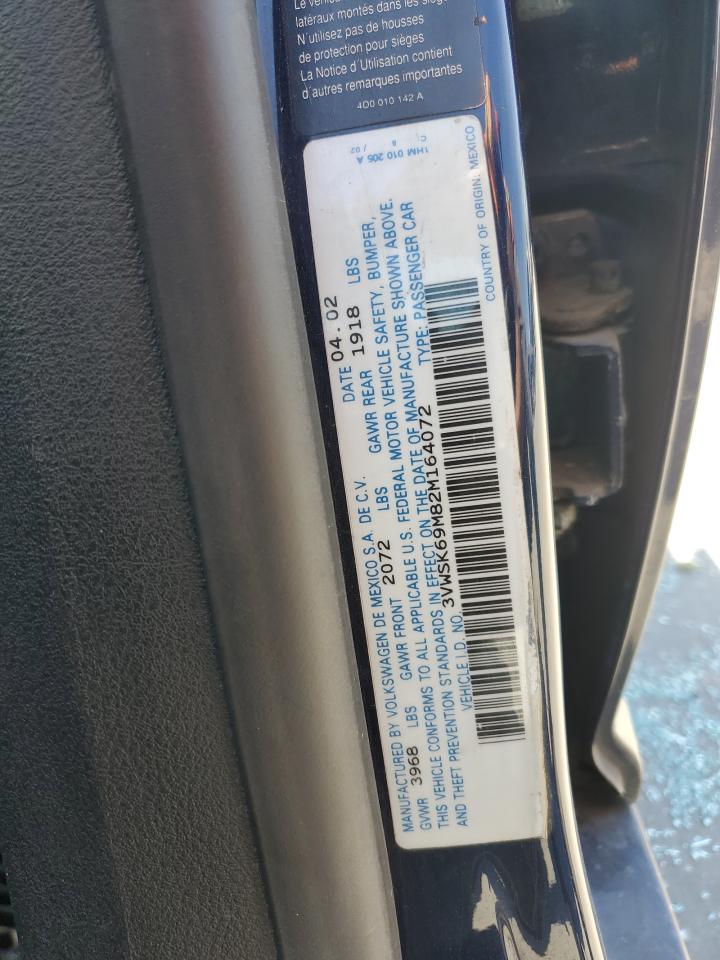 Le véhicule
latéraux montés dans les sièges
N'utilisez pas de housses
de protection pour sièges
La Notice d'Utilisation contient
d'autres remarques importantes
4D0 010 142 A
1HM 010 205 A
MANUFACTURED BY VOLKSWAGEN DE MEXICO S.A. DE C.V. DATE 04.02
GVWR 3968 LBS GAWR FRONT 2072 LBS GAWR REAR 1918 LBS
THIS VEHICLE CONFORMS TO ALL APPLICABLE U.S. FEDERAL MOTOR VEHICLE SAFETY, BUMPER,
AND THEFT PREVENTION STANDARDS IN EFFECT ON THE DATE OF MANUFACTURE SHOWN ABOVE.
VEHICLE I.D. NO. 3VWSK69M82M164072 TYPE: PASSENGER CAR
COUNTRY OF ORIGIN: MEXICO